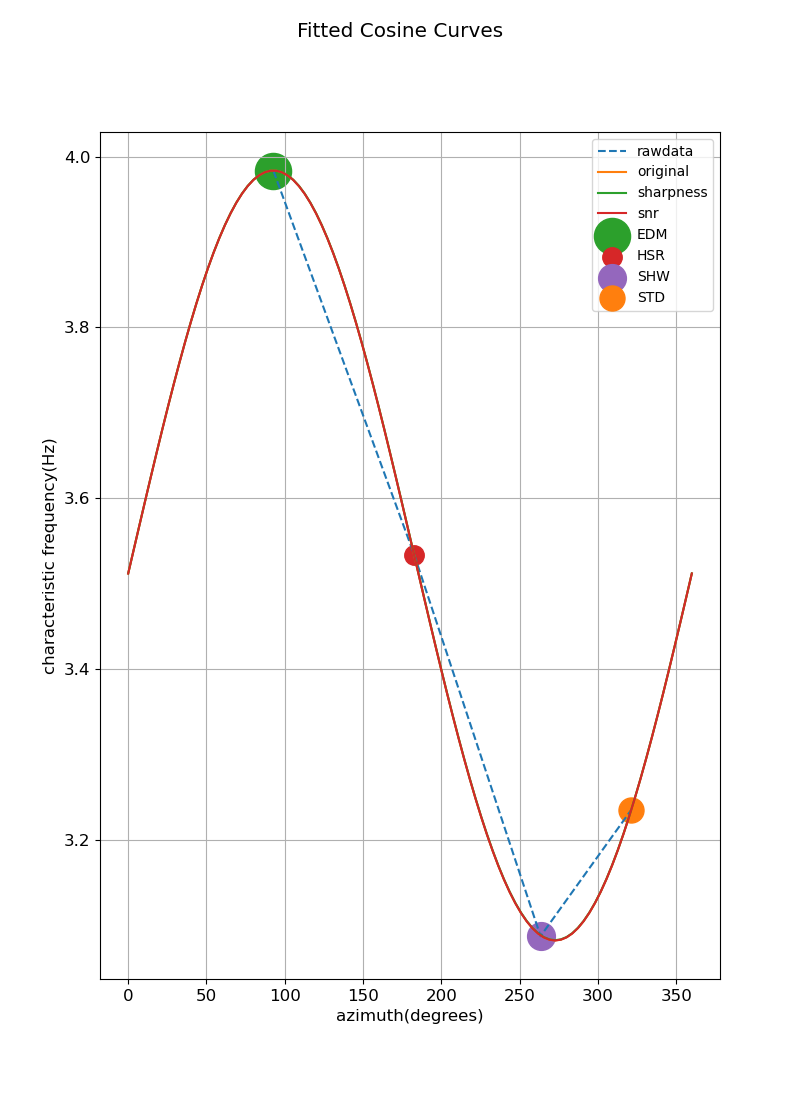 Fitted Cosine Curves
4.0
3.8
3.6
3.4
3.2
characteristic frequency(Hz)
rawdata
original
sharpness
snr
EDM
HSR
SHW
STD
0 50 100 150 200 250 300 350
azimuth(degrees)